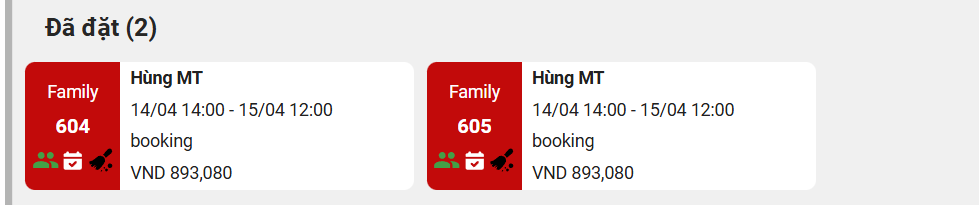 Đã đặt (2)
Family
604
Hùng MT
14/04 14:00 - 15/04 12:00
booking
VND 893,080
Family
605
Hùng MT
14/04 14:00 - 15/04 12:00
booking
VND 893,080